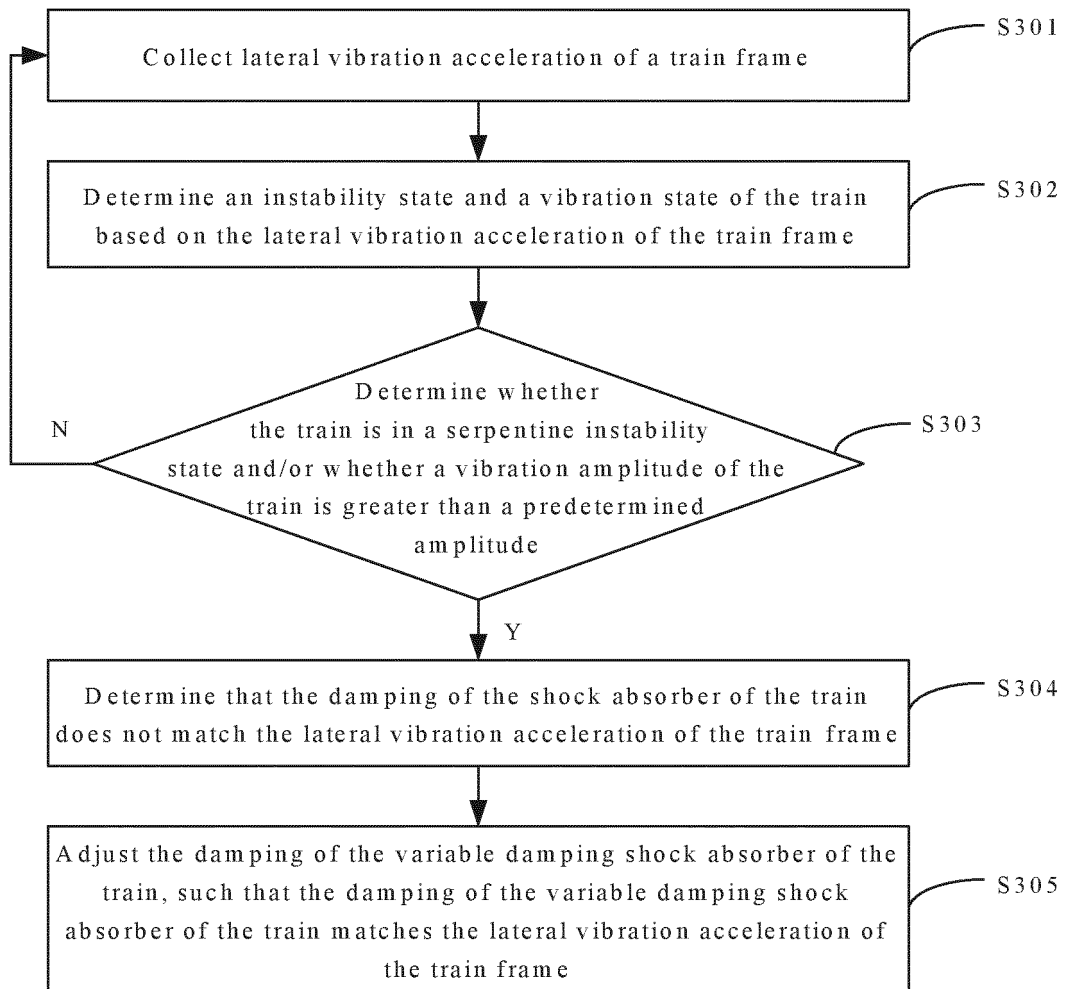 Collect lateral vibration acceleration of a train frame
S301
Determine an instability state and a vibration state of the train
based on the lateral vibration acceleration of the train frame
S302
Determine whether
the train is in a serpentine instability
state and/or whether a vibration amplitude of the
train is greater than a predetermined
amplitude
S303
N
Y
Determine that the damping of the shock absorber of the train
does not match the lateral vibration acceleration of the train frame
S304
Adjust the damping of the variable damping shock absorber of the
train, such that the damping of the variable damping shock
absorber of the train matches the lateral vibration acceleration of
the train frame
S305